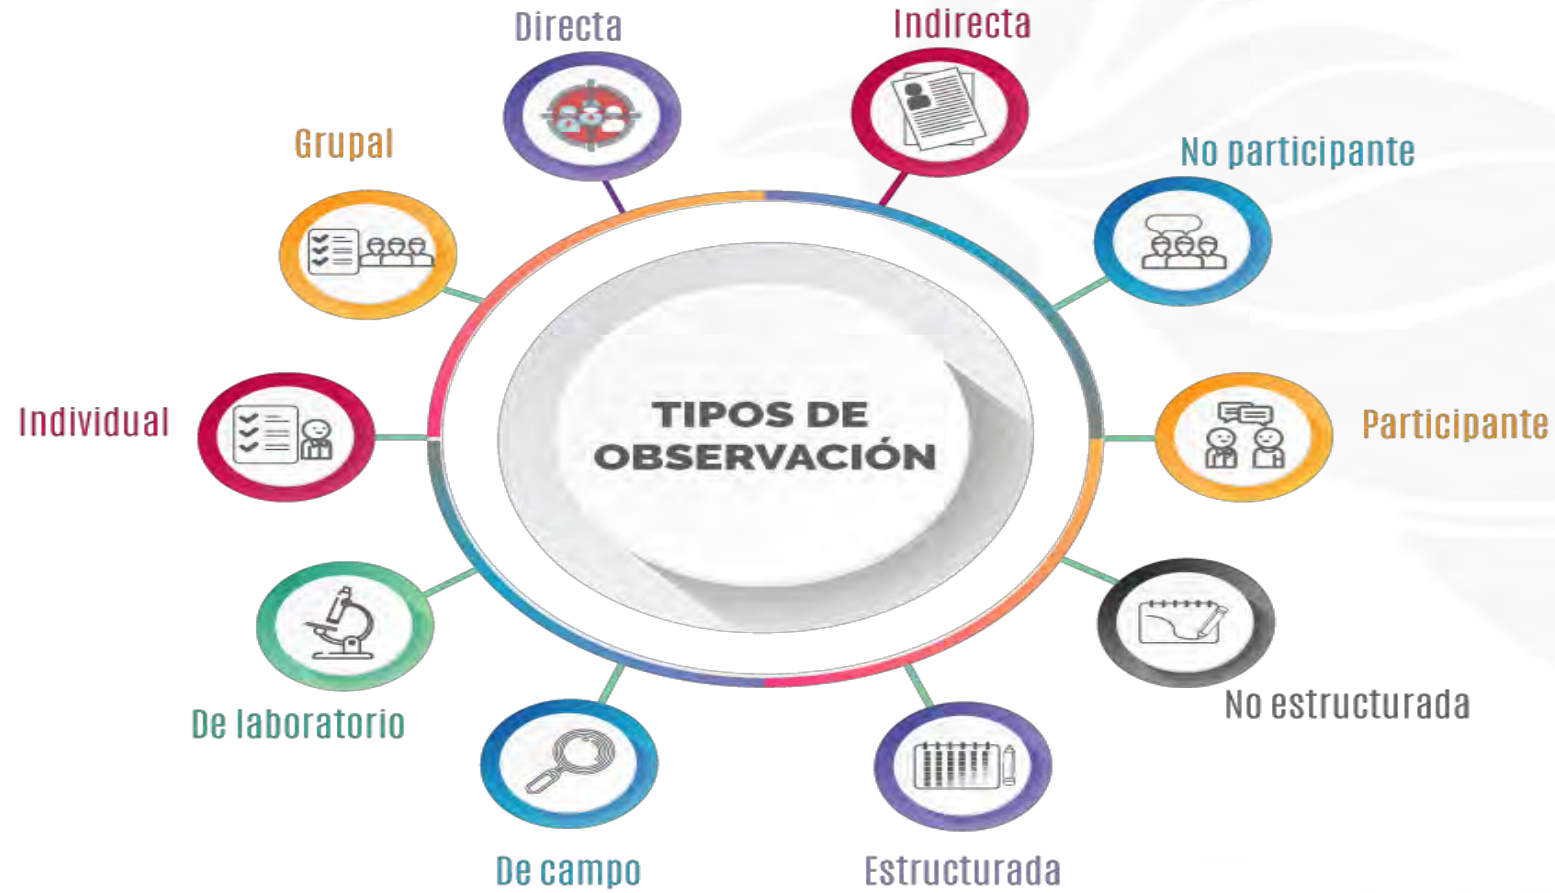 Directa
Indirecta
Grupal
No participante
Individual
TIPOS DE
OBSERVACIÓN
Participante
De laboratorio
No estructurada
De campo
Estructurada